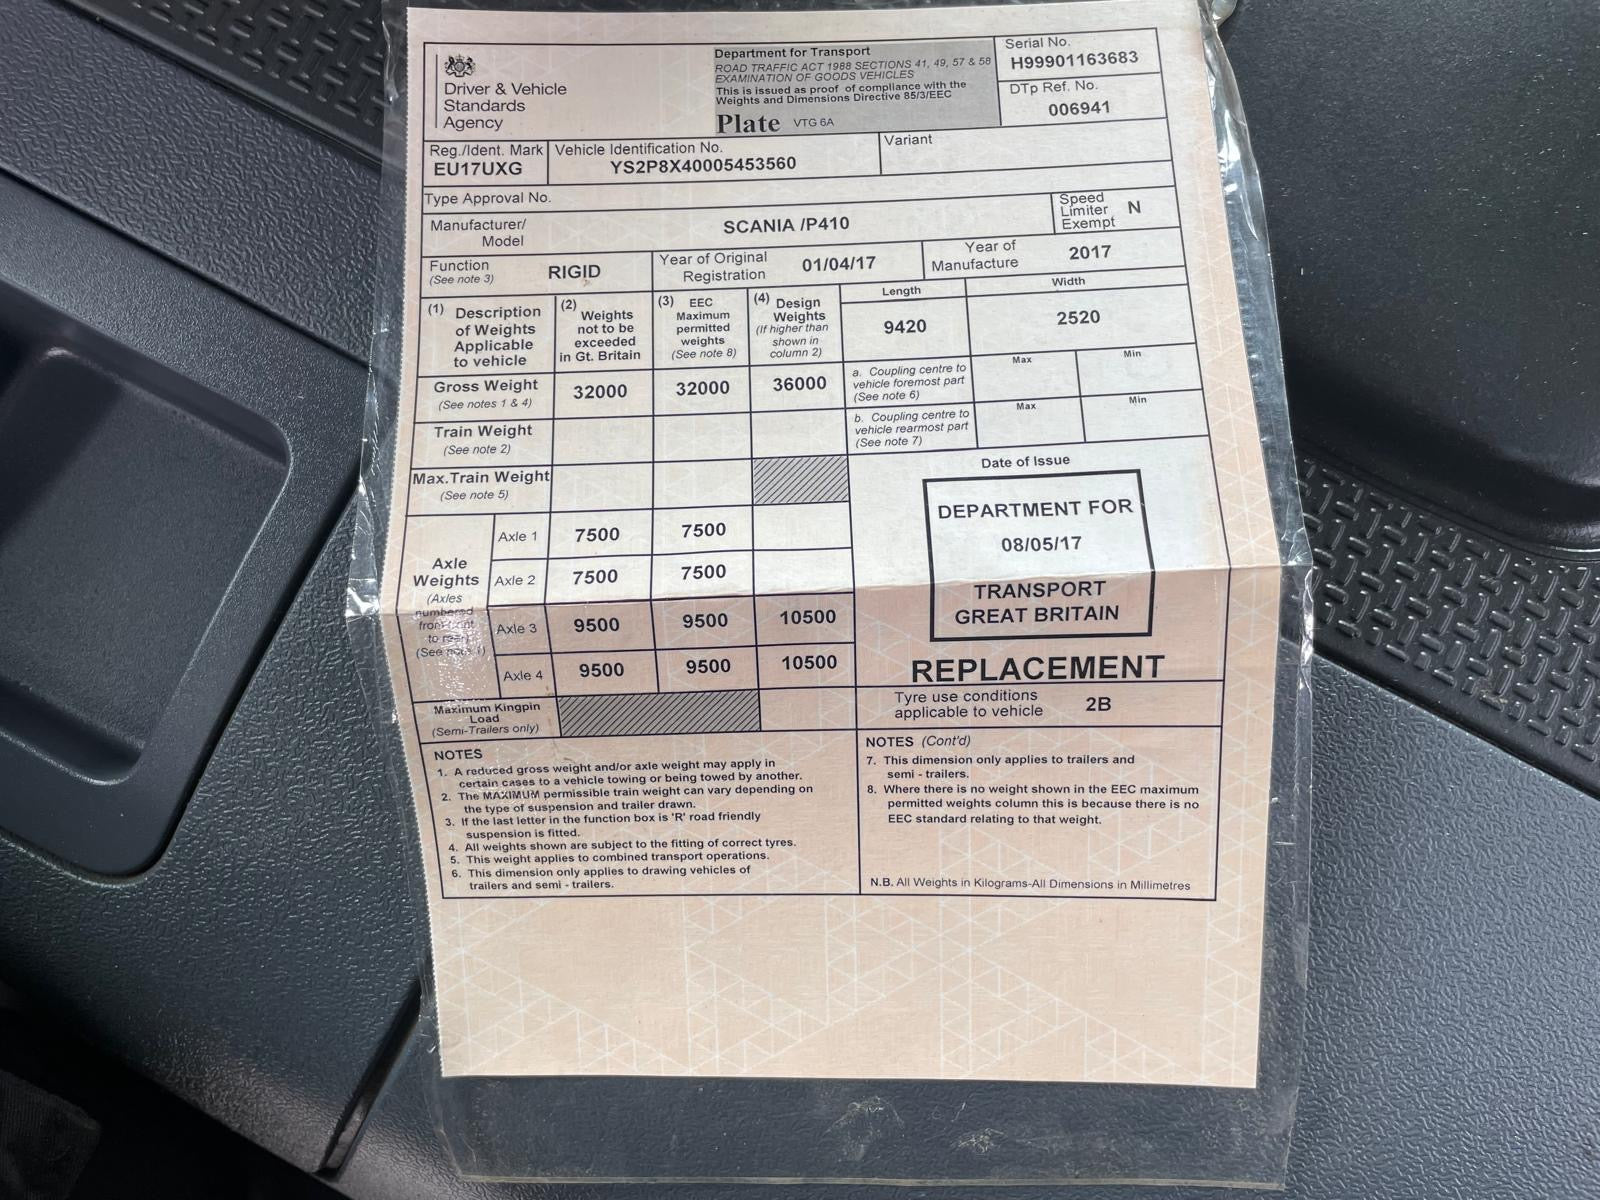 Driver & Vehicle
Standards
Agency
Department for Transport
ROAD TRAFFIC ACT 1988 SECTIONS 41, 49, 57 & 58
EXAMINATION OF GOODS VEHICLES
This is issued as proof of compliance with the
Weights and Dimensions Directive 85/3/EEC
Plate VTG 6A
Serial No.
H99901163683
DTp Ref. No.
006941
Reg./Ident. Mark
EU17UXG
Vehicle Identification No.
YS2P8X40005453560
Variant
Type Approval No.
Manufacturer/
Model
SCANIA /P410
Speed
Limiter
Exempt
N
Function
(See note 3)
RIGID
Year of Original
Registration
01/04/17
Year of
Manufacture
2017
(1) Description
of Weights
Applicable
to vehicle
(2) Weights
not to be
exceeded
in Gt. Britain
(3) EEC
Maximum
permitted
weights
(See note 8)
(4) Design
Weights
(If higher than
shown in
column 2)
Length
9420
Width
2520
Gross Weight
(See notes 1 & 4)
32000 32000 36000
a. Coupling centre to
vehicle foremost part
(See note 6)
Max Min
Train Weight
(See note 2)
b. Coupling centre to
vehicle rearmost part
(See note 7)
Max Min
Max.Train Weight
(See note 5)
Axle
Weights
(Axles
numbered
from front
to rear)
(See note 1)
Axle 1 7500 7500
Axle 2 7500 7500
Axle 3 9500 9500 10500
Axle 4 9500 9500 10500
Date of Issue
DEPARTMENT FOR
08/05/17
TRANSPORT
GREAT BRITAIN
REPLACEMENT
Maximum Kingpin
Load
(Semi-Trailers only)
Tyre use conditions
applicable to vehicle
2B
NOTES
1. A reduced gross weight and/or axle weight may apply in
certain cases to a vehicle towing or being towed by another.
2. The MAXIMUM permissible train weight can vary depending on
the type of suspension and trailer drawn.
3. If the last letter in the function box is 'R' road friendly
suspension is fitted.
4. All weights shown are subject to the fitting of correct tyres.
5. This weight applies to combined transport operations.
6. This dimension only applies to drawing vehicles of
trailers and semi - trailers.
NOTES (Cont'd)
7. This dimension only applies to trailers and
semi - trailers.
8. Where there is no weight shown in the EEC maximum
permitted weights column this is because there is no
EEC standard relating to that weight.
N.B. All Weights in Kilograms-All Dimensions in Millimetres